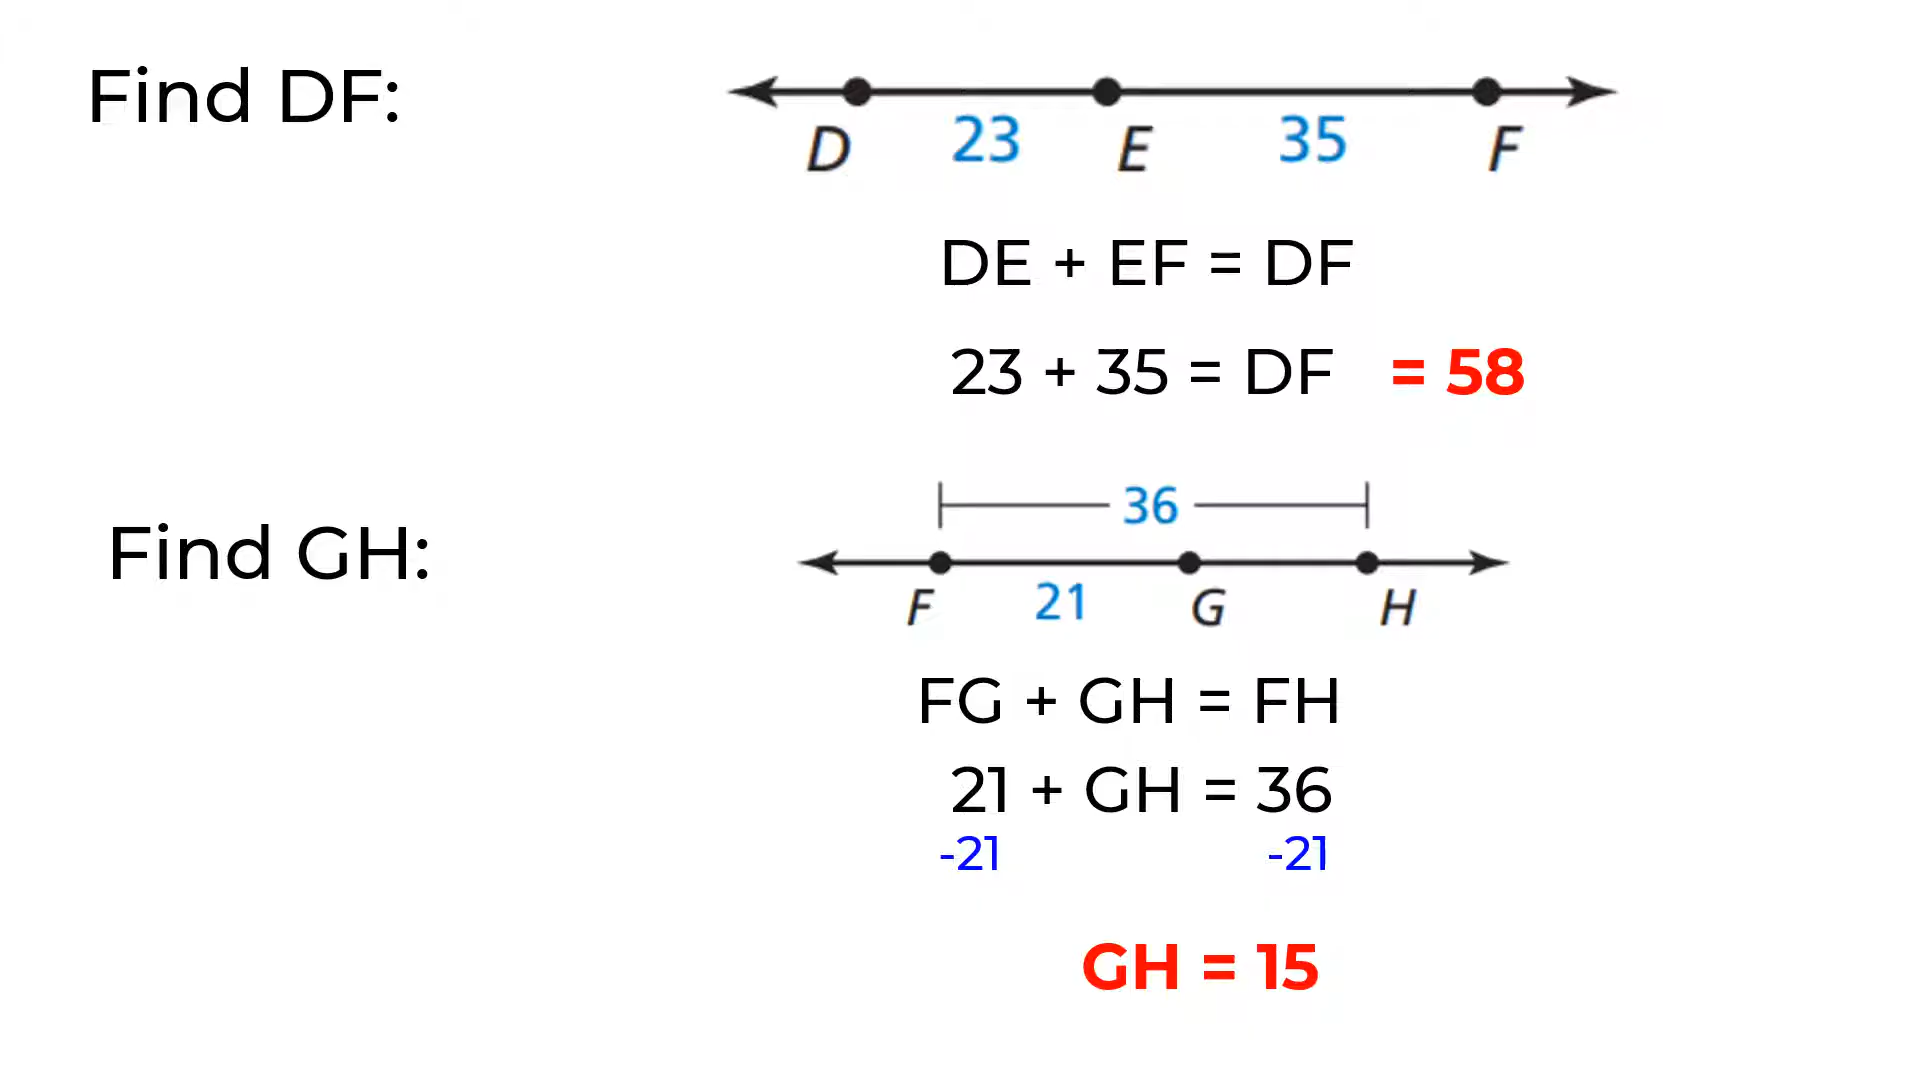 Find DF:
D 23 E 35 F
DE + EF = DF
23 + 35 = DF = 58
Find GH:
36
F 21 G H
FG + GH = FH
21 + GH = 36
-21 -21
GH = 15